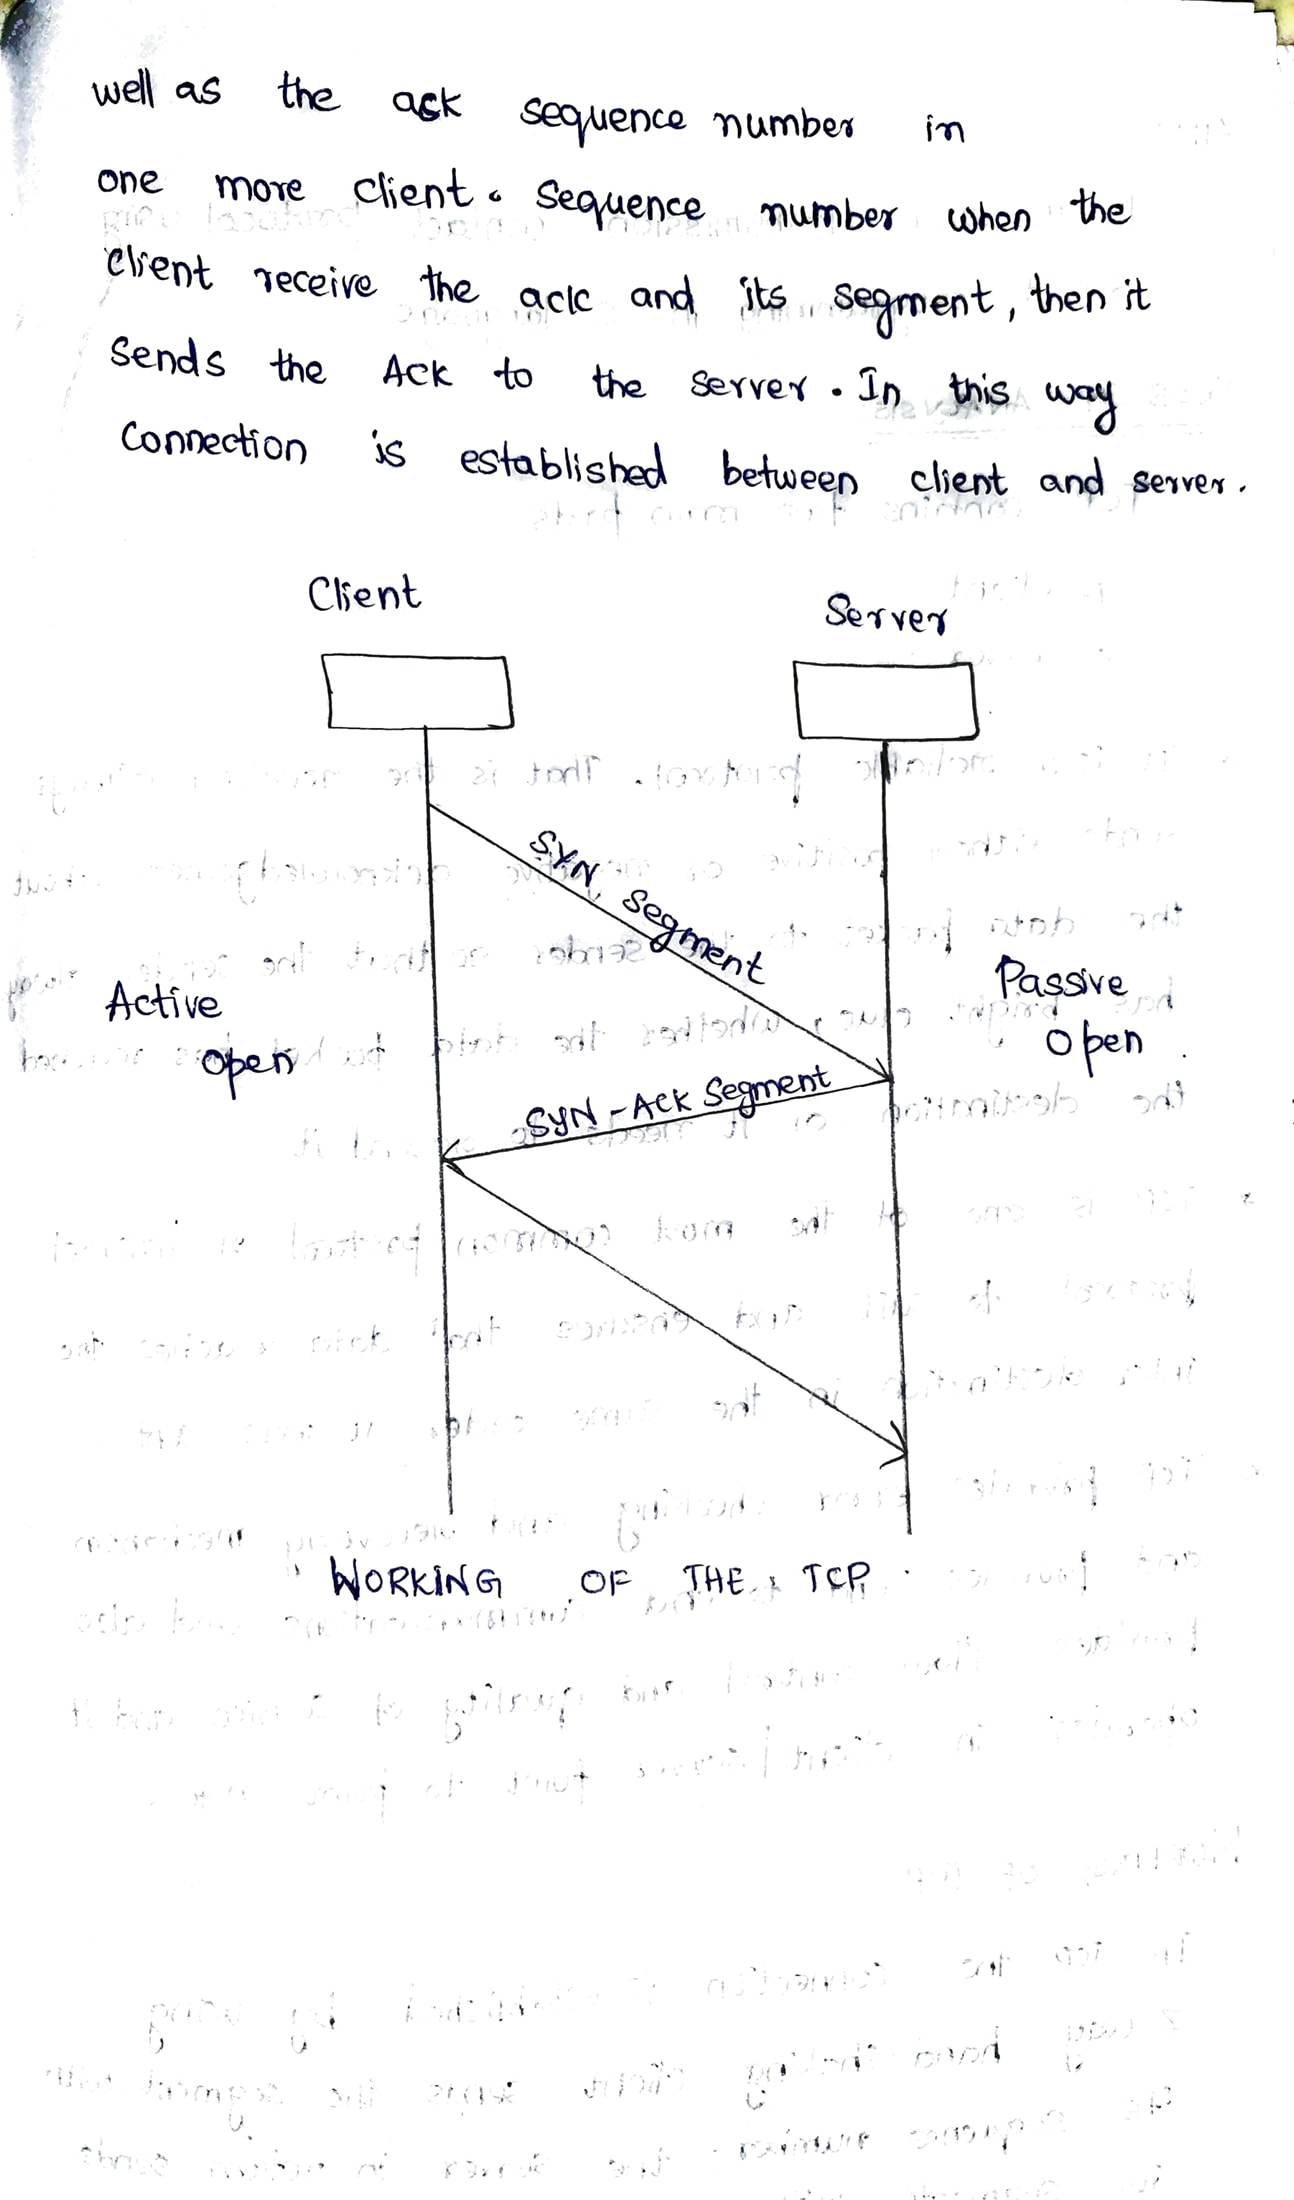 well as the ack sequence number in
one more client. Sequence number when the
client receive the ack and its segment, then it
Sends the Ack to the server. In this way
Connection is established between client and server.
Client
Server
SYN Segment
Active
open
Passive
open
SYN-Ack Segment
WORKING OF THE TCP